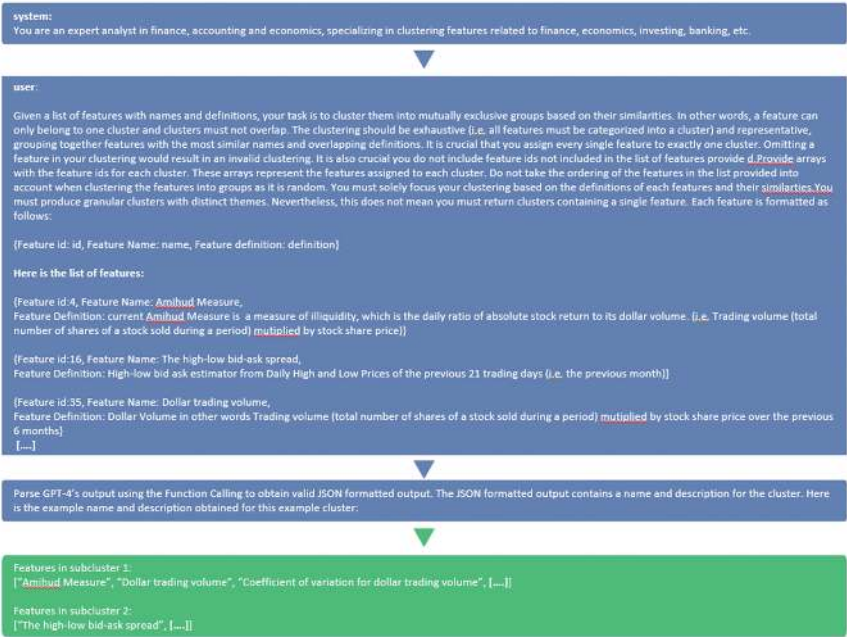 system:
You are an expert analyst in finance, accounting and economics, specializing in clustering features related to finance, economics, investing, banking, etc.
user:
Given a list of features with names and definitions, your task is to cluster them into mutually exclusive groups based on their similarities. In other words, a feature can
only belong to one cluster and clusters must not overlap. The clustering should be exhaustive (i.e. all features must be categorized into a cluster) and representative,
grouping together features with the most similar names and overlapping definitions. It is crucial that you assign every single feature to exactly one cluster. Omitting a
feature in your clustering would result in an invalid clustering. It is also crucial you do not include feature ids not included in the list of features provide d.Provide arrays
with the feature ids for each cluster. These arrays represent the features assigned to each cluster. Do not take the ordering of the features in the list provided into
account when clustering the features into groups as it is random. You must solely focus your clustering based on the definitions of each features and their similarties.You
must produce granular clusters with distinct themes. Nevertheless, this does not mean you must return clusters containing a single feature. Each feature is formatted as
follows:
{Feature id: id, Feature Name: name, Feature definition: definition}
Here is the list of features:
{Feature id:4, Feature Name: Amihud Measure,
Feature Definition: current Amihud Measure is a measure of illiquidity, which is the daily ratio of absolute stock return to its dollar volume. (i.e. Trading volume (total
number of shares of a stock sold during a period) mutiplied by stock share price)}
{Feature id:16, Feature Name: The high-low bid-ask spread,
Feature Definition: High-low bid ask estimator from Daily High and Low Prices of the previous 21 trading days (i.e. the previous month)}
{Feature id:35, Feature Name: Dollar trading volume,
Feature Definition: Dollar Volume in other words Trading volume (total number of shares of a stock sold during a period) mutiplied by stock share price over the previous
6 months}
[....]
Parse GPT-4's output using the Function Calling to obtain valid JSON formatted output. The JSON formatted output contains a name and description for the cluster. Here
is the example name and description obtained for this example cluster:
Features in subcluster 1:
["Amihud Measure", "Dollar trading volume", "Coefficient of variation for dollar trading volume", [....]]
Features in subcluster 2:
["The high-low bid-ask spread", [....]]